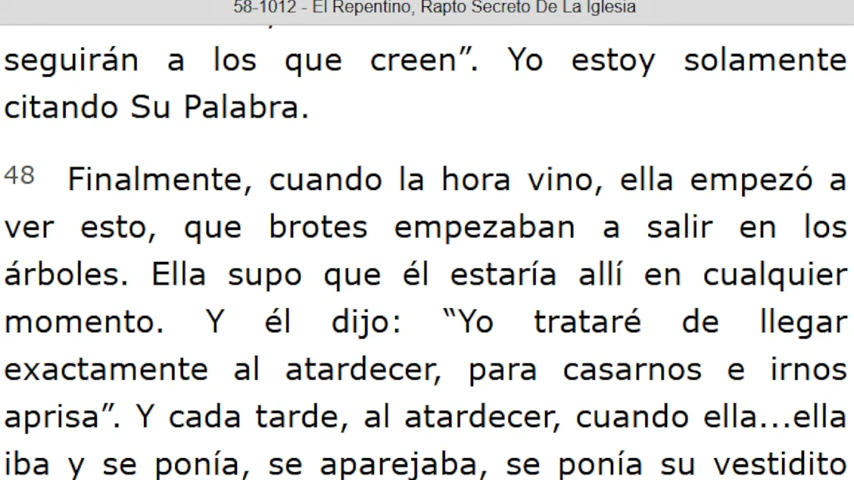 58-1012 - El Repentino, Rapto Secreto De La Iglesia
seguirán a los que creen”. Yo estoy solamente
citando Su Palabra.
48 Finalmente, cuando la hora vino, ella empezó a
ver esto, que brotes empezaban a salir en los
árboles. Ella supo que él estaría allí en cualquier
momento. Y él dijo: “Yo trataré de llegar
exactamente al atardecer, para casarnos e irnos
aprisa”. Y cada tarde, al atardecer, cuando ella...ella
iba y se ponía, se aparejaba, se ponía su vestidito